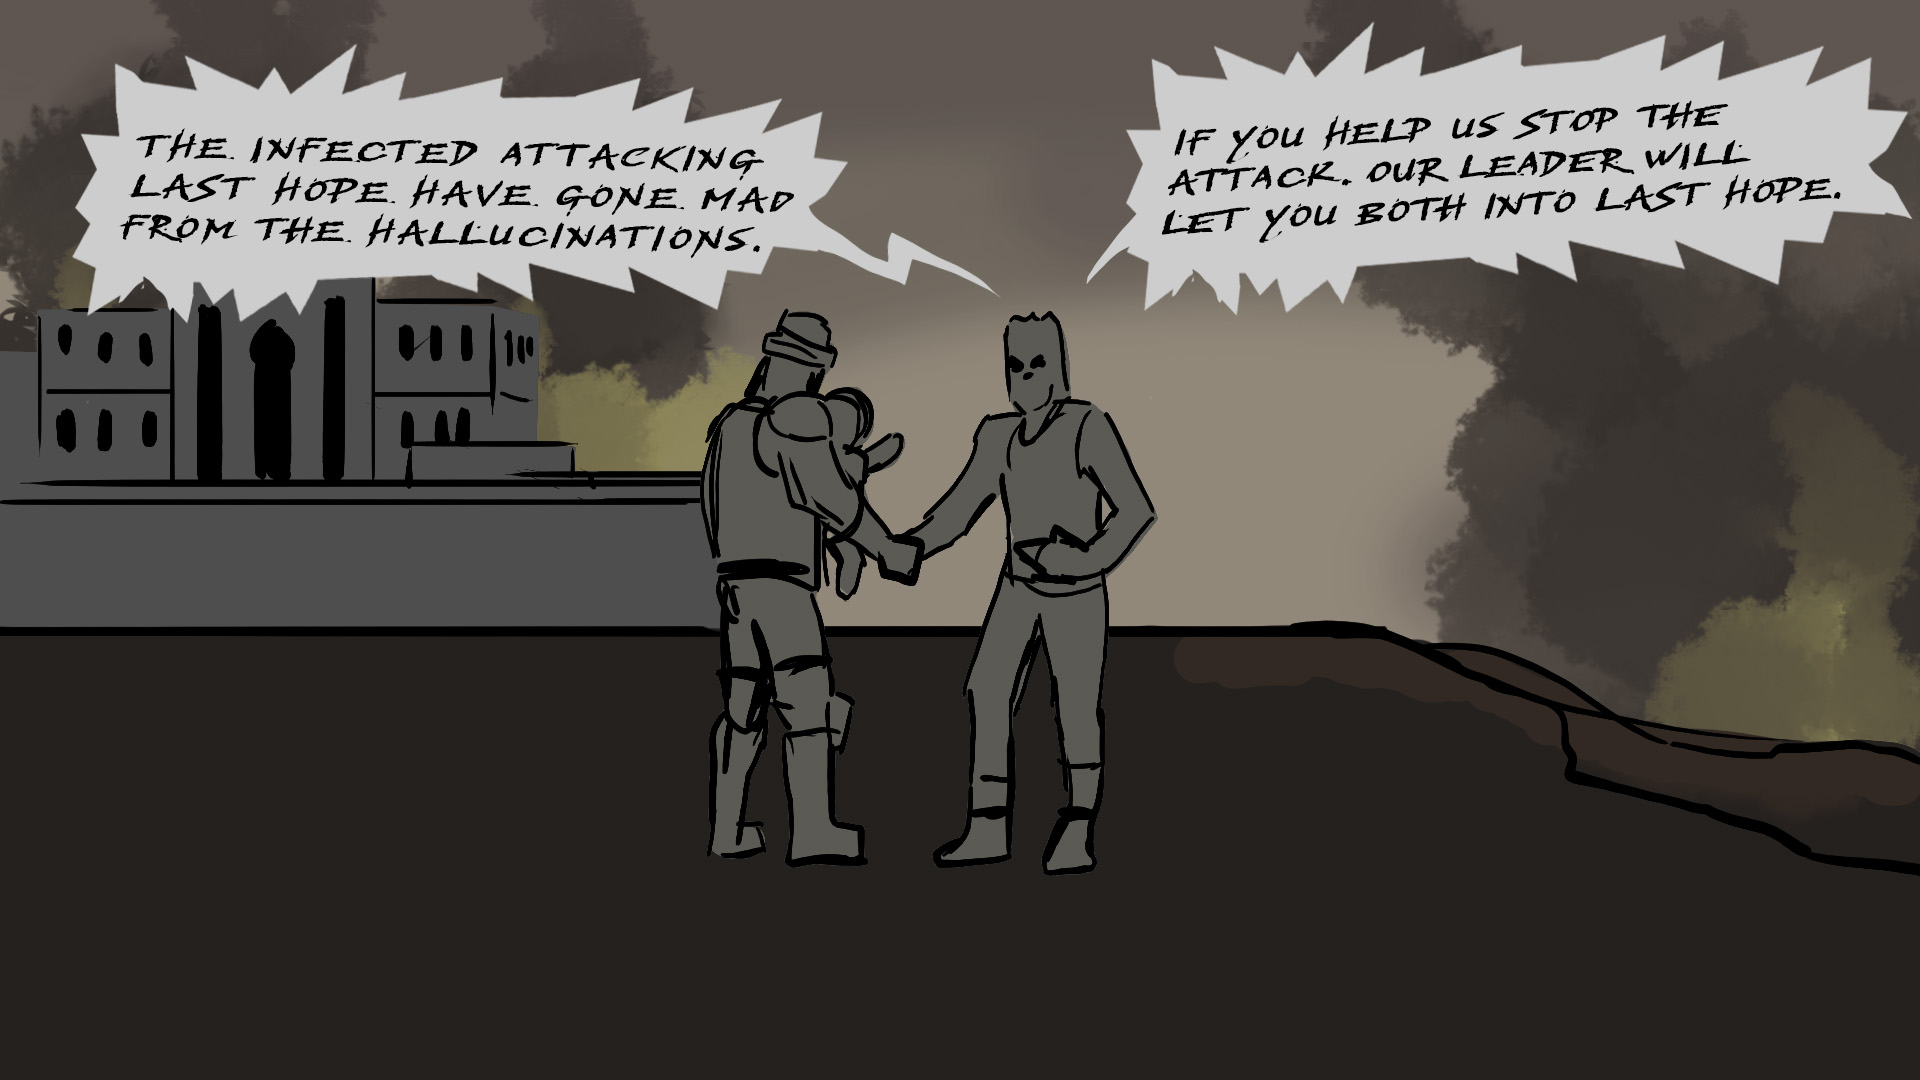 THE INFECTED ATTACKING
LAST HOPE HAVE GONE MAD
FROM THE HALLUCINATIONS.
IF YOU HELP US STOP THE
ATTACK. OUR LEADER WILL
LET YOU BOTH INTO LAST HOPE.